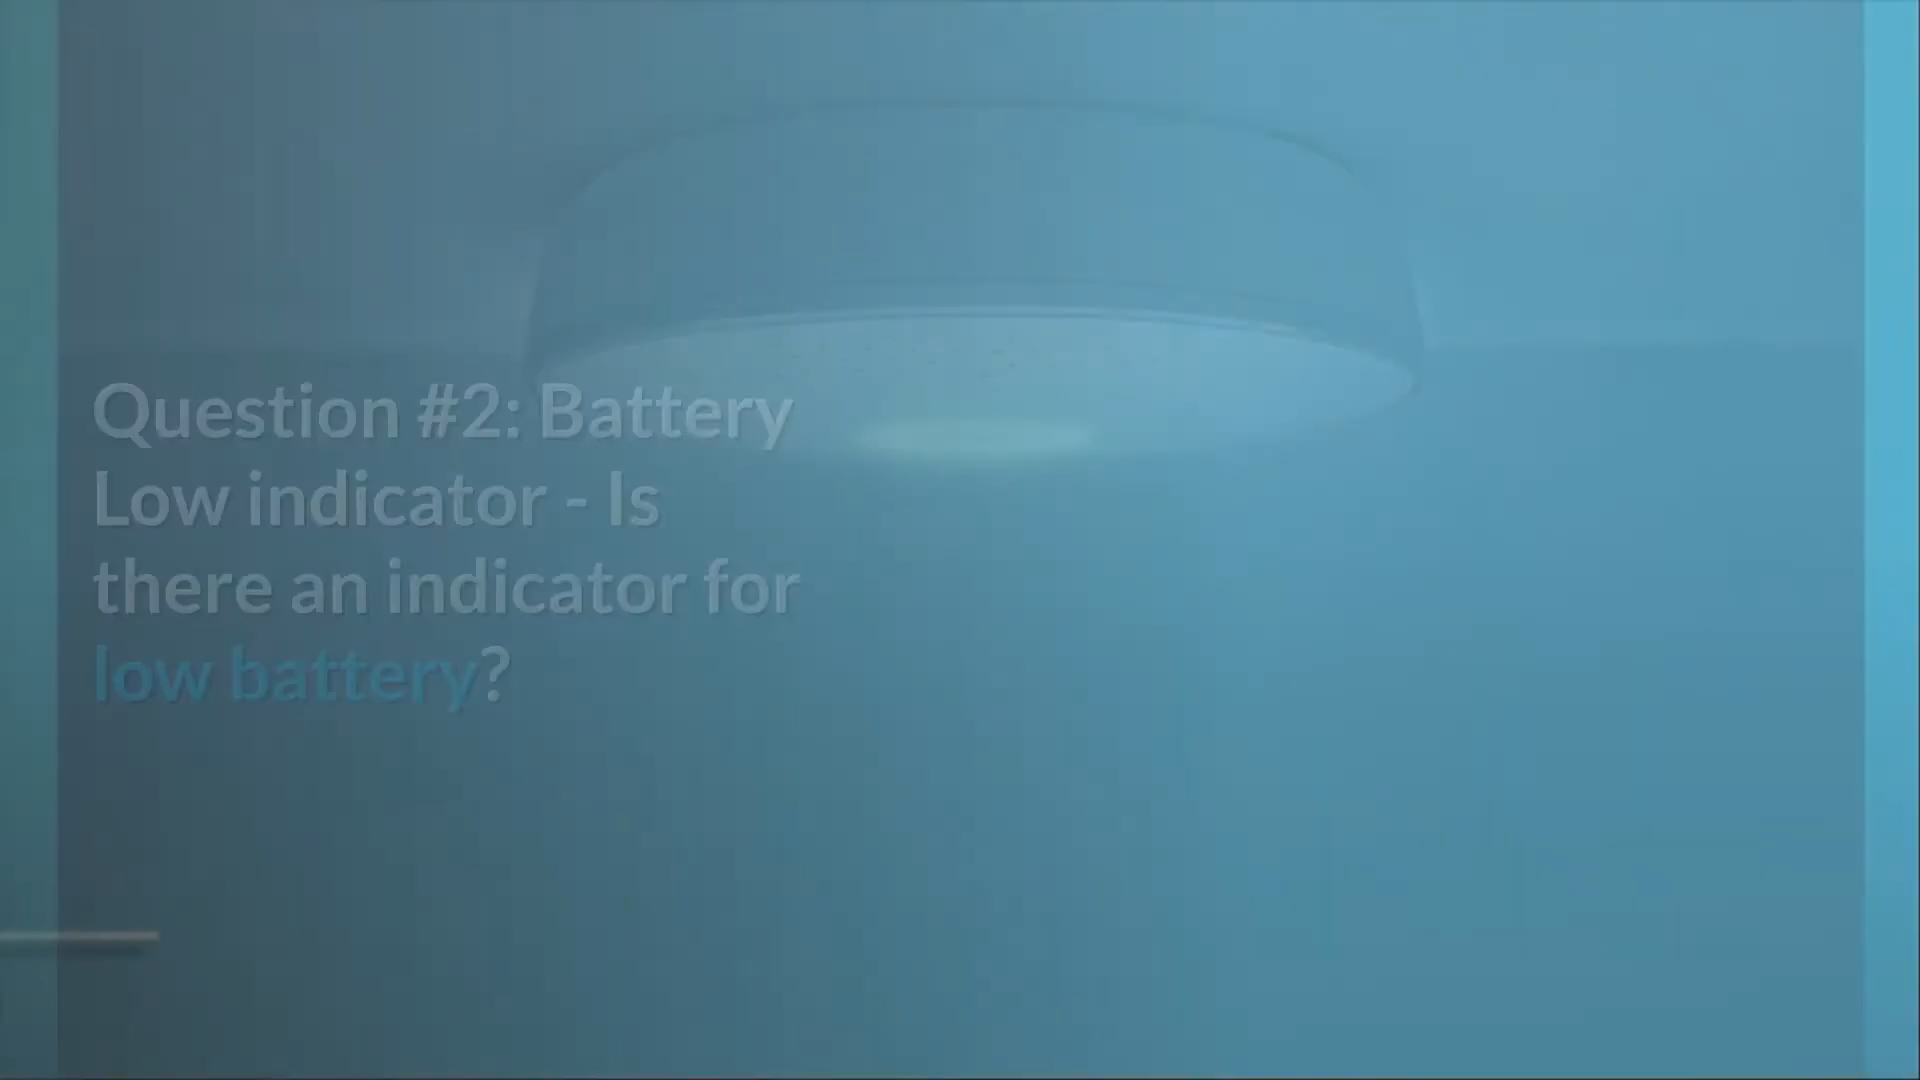 Question #2: Battery
Low indicator - Is
there an indicator for
low battery?